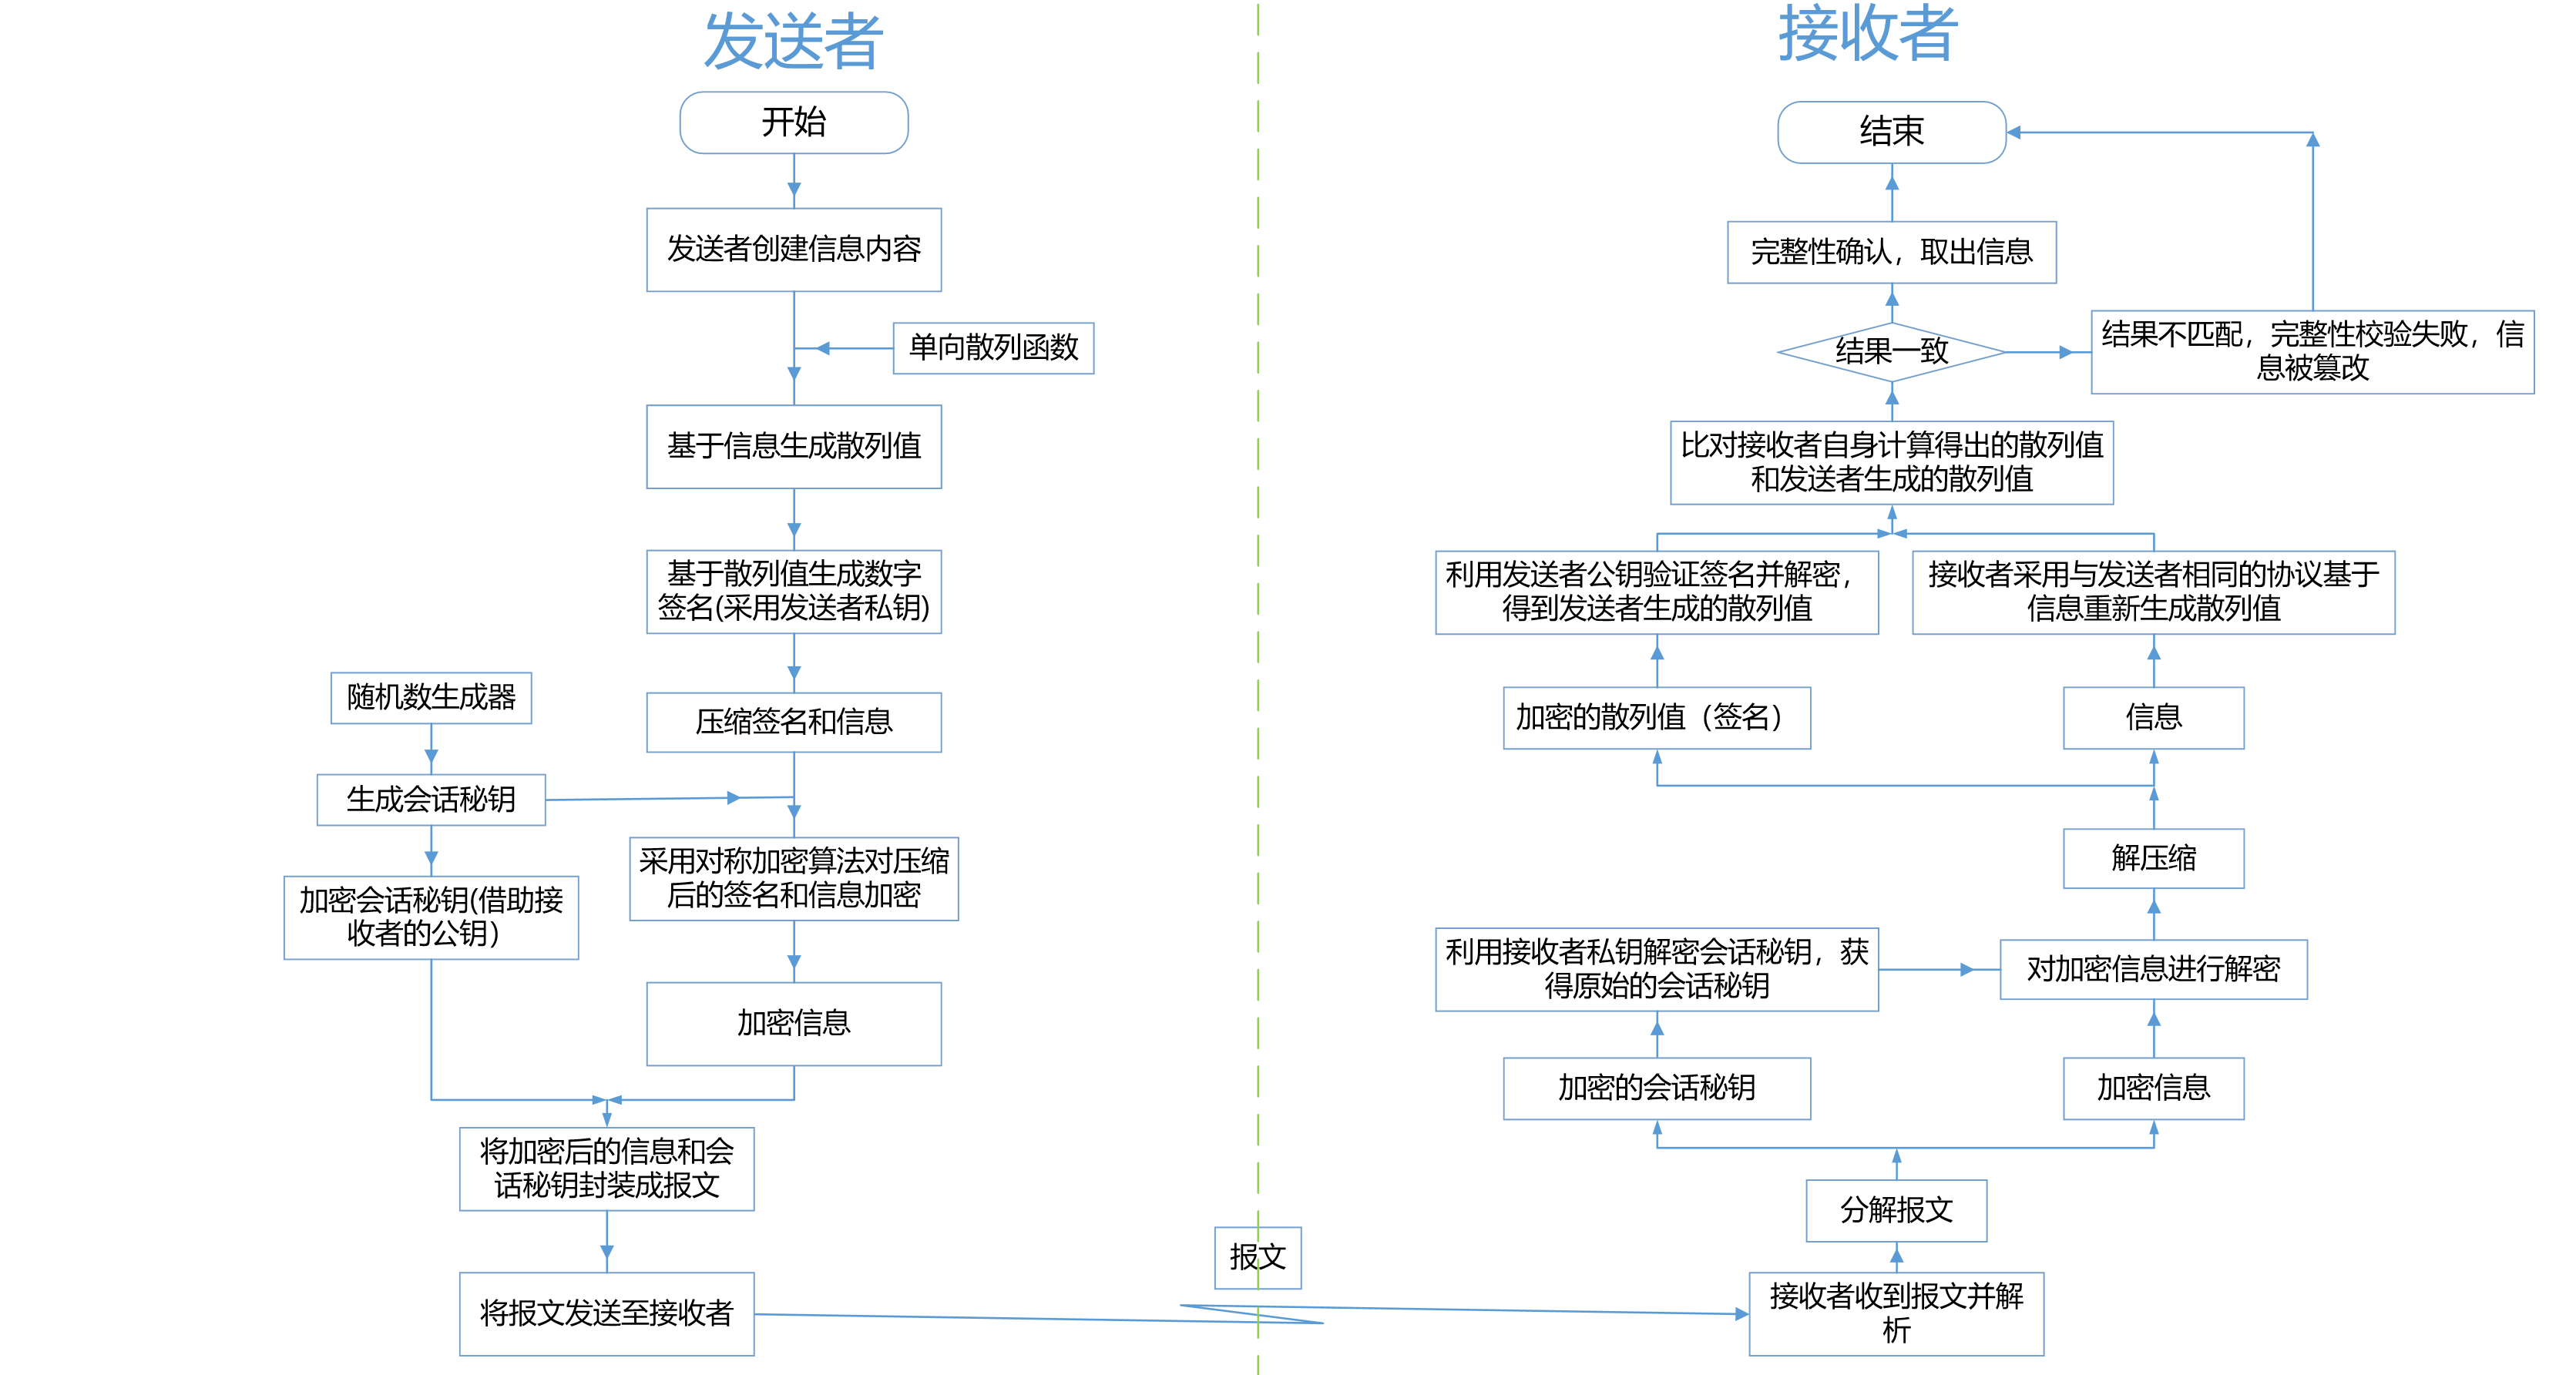 发送者
开始
发送者创建信息内容
单向散列函数
基于信息生成散列值
基于散列值生成数字
签名(采用发送者私钥)
随机数生成器
压缩签名和信息
生成会话秘钥
采用对称加密算法对压缩
后的签名和信息加密
加密会话秘钥(借助接
收者的公钥）
加密信息
将加密后的信息和会
话秘钥封装成报文
将报文发送至接收者
报文
接收者
结束
完整性确认，取出信息
结果一致
结果不匹配，完整性校验失败，信
息被篡改
比对接收者自身计算得出的散列值
和发送者生成的散列值
利用发送者公钥验证签名并解密，
得到发送者生成的散列值
接收者采用与发送者相同的协议基于
信息重新生成散列值
加密的散列值（签名）
信息
解压缩
利用接收者私钥解密会话秘钥，获
得原始的会话秘钥
对加密信息进行解密
加密的会话秘钥
加密信息
分解报文
接收者收到报文并解
析